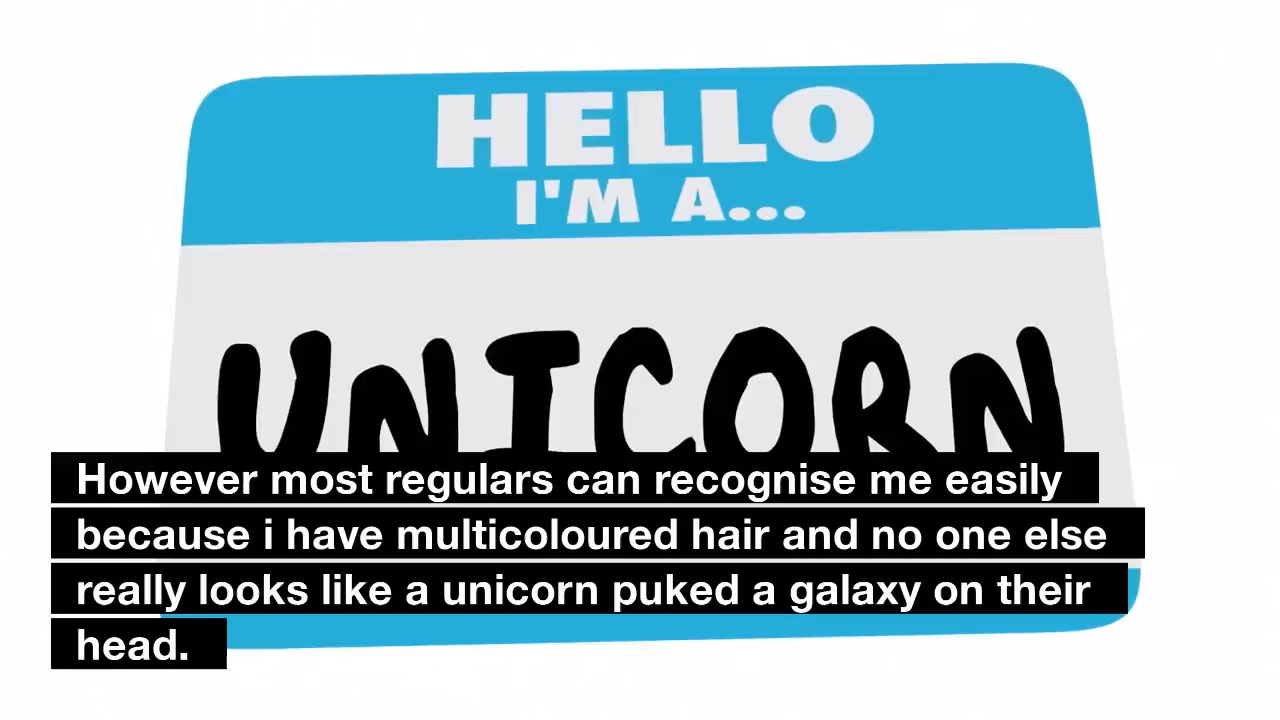 HELLO
I'M A...
UNICORN
However most regulars can recognise me easily
because i have multicoloured hair and no one else
really looks like a unicorn puked a galaxy on their
head.